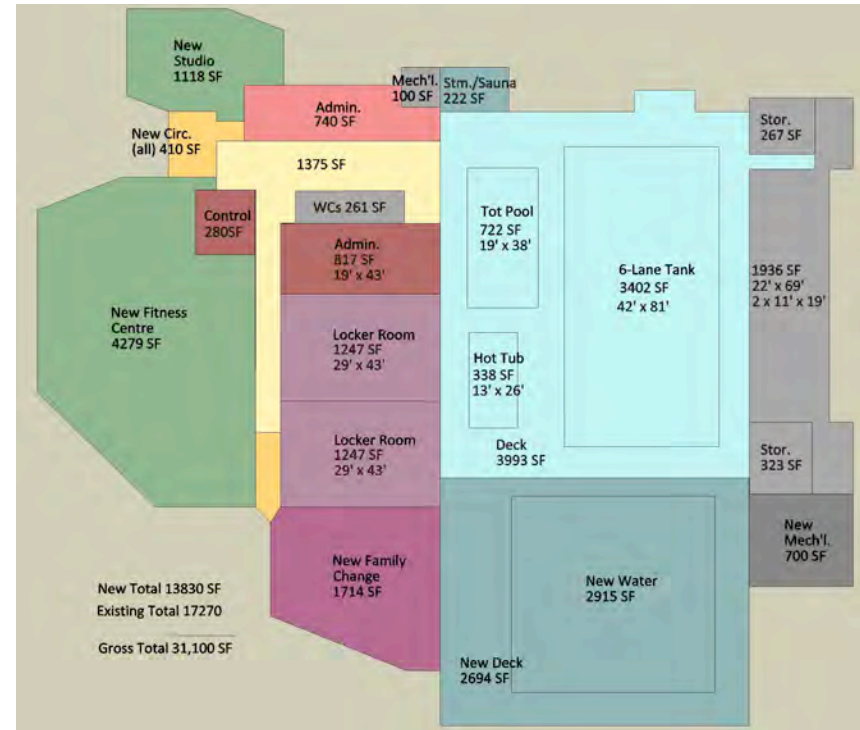 New
Studio
1118 SF
Mech'l.
100 SF
Stm./Sauna
222 SF
Admin.
740 SF
Stor.
267 SF
New Circ.
(all) 410 SF
1375 SF
WCs 261 SF
Control
280SF
Tot Pool
722 SF
19' x 38'
Admin.
817 SF
19' x 43'
6-Lane Tank
3402 SF
42' x 81'
1936 SF
22' x 69'
2 x 11' x 19'
New Fitness
Centre
4279 SF
Locker Room
1247 SF
29' x 43'
Hot Tub
338 SF
13' x 26'
Locker Room
1247 SF
29' x 43'
Deck
3993 SF
Stor.
323 SF
New
Mech'l.
700 SF
New Family
Change
1714 SF
New Water
2915 SF
New Total 13830 SF
Existing Total 17270
Gross Total 31,100 SF
New Deck
2694 SF